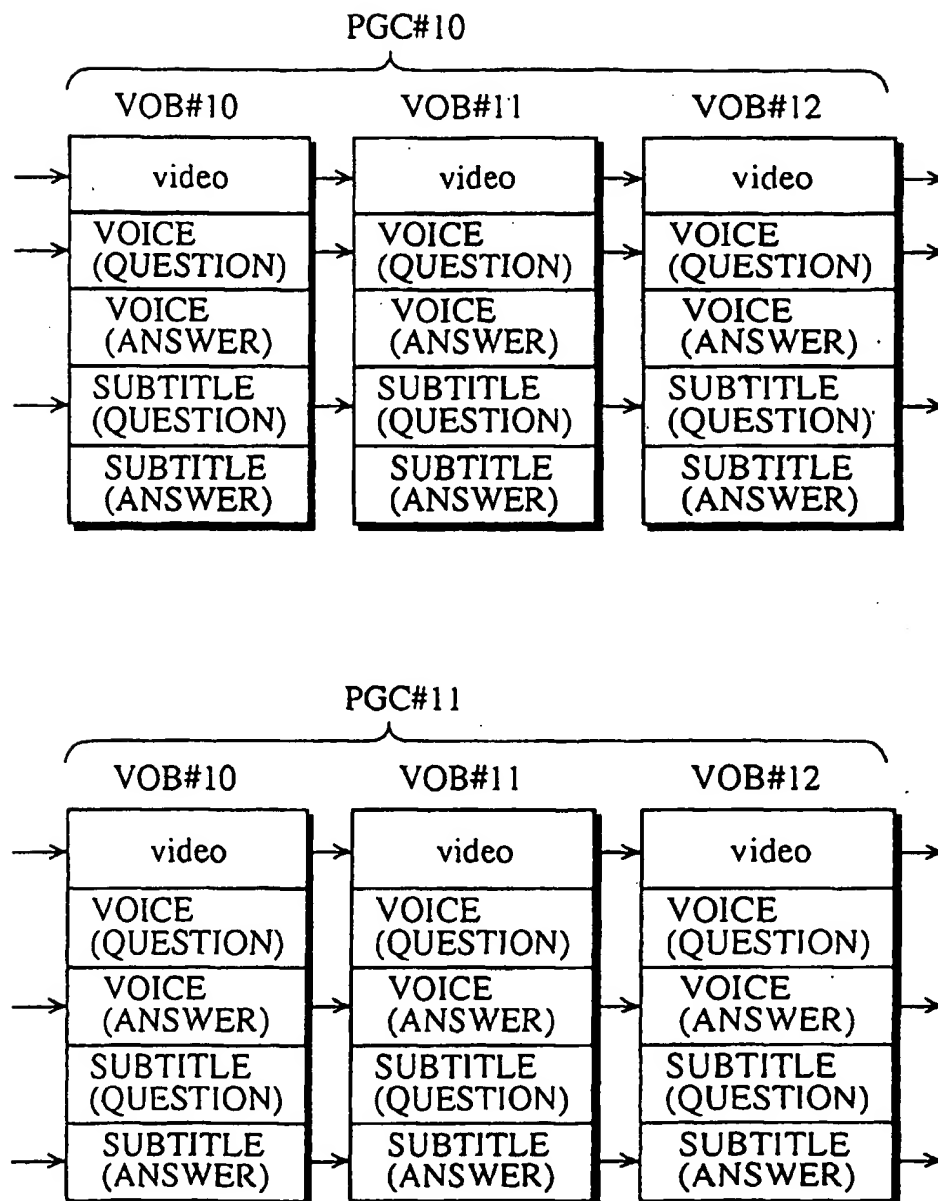 PGC#10
VOB#10 VOB#11 VOB#12
video video video
VOICE VOICE VOICE
(QUESTION) (QUESTION) (QUESTION)
VOICE VOICE VOICE
(ANSWER) (ANSWER) (ANSWER)
SUBTITLE SUBTITLE SUBTITLE
(QUESTION) (QUESTION) (QUESTION)
SUBTITLE SUBTITLE SUBTITLE
(ANSWER) (ANSWER) (ANSWER)
PGC#11
VOB#10 VOB#11 VOB#12
video video video
VOICE VOICE VOICE
(QUESTION) (QUESTION) (QUESTION)
VOICE VOICE VOICE
(ANSWER) (ANSWER) (ANSWER)
SUBTITLE SUBTITLE SUBTITLE
(QUESTION) (QUESTION) (QUESTION)
SUBTITLE SUBTITLE SUBTITLE
(ANSWER) (ANSWER) (ANSWER)